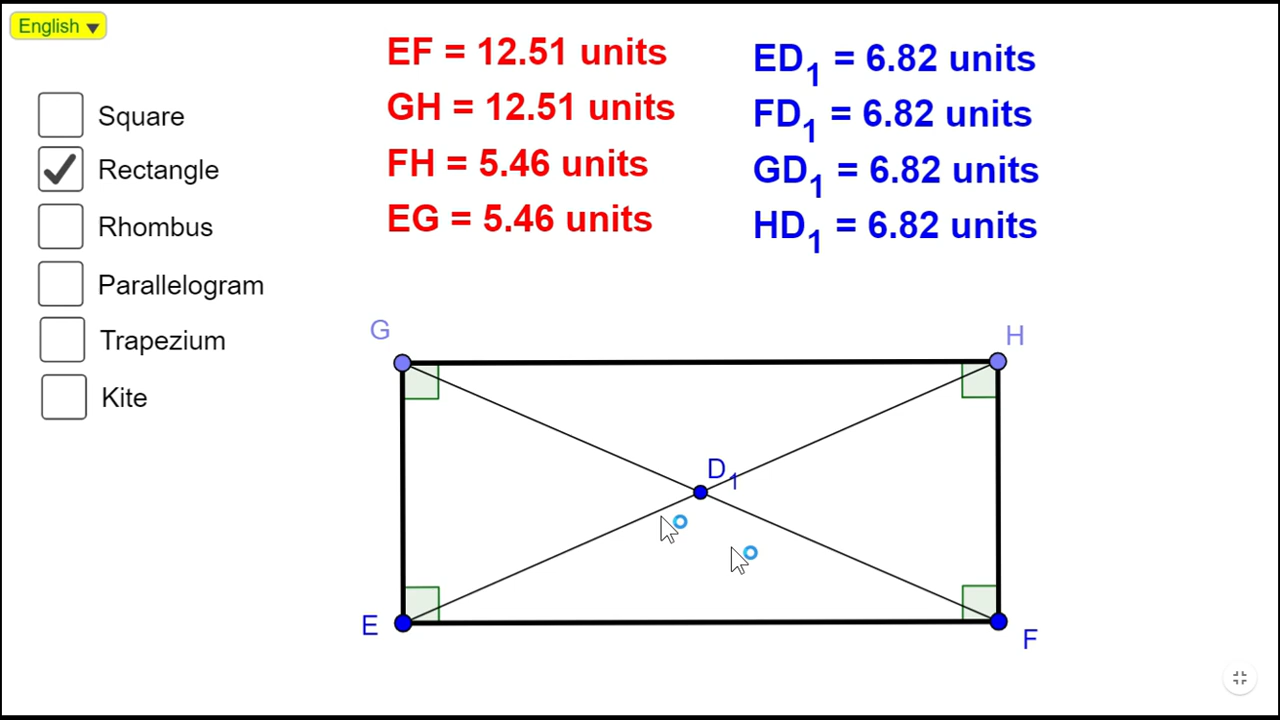 English
Square
Rectangle
Rhombus
Parallelogram
Trapezium
Kite
EF = 12.51 units
GH = 12.51 units
FH = 5.46 units
EG = 5.46 units
ED₁ = 6.82 units
FD₁ = 6.82 units
GD₁ = 6.82 units
HD₁ = 6.82 units
G
H
D₁
E
F